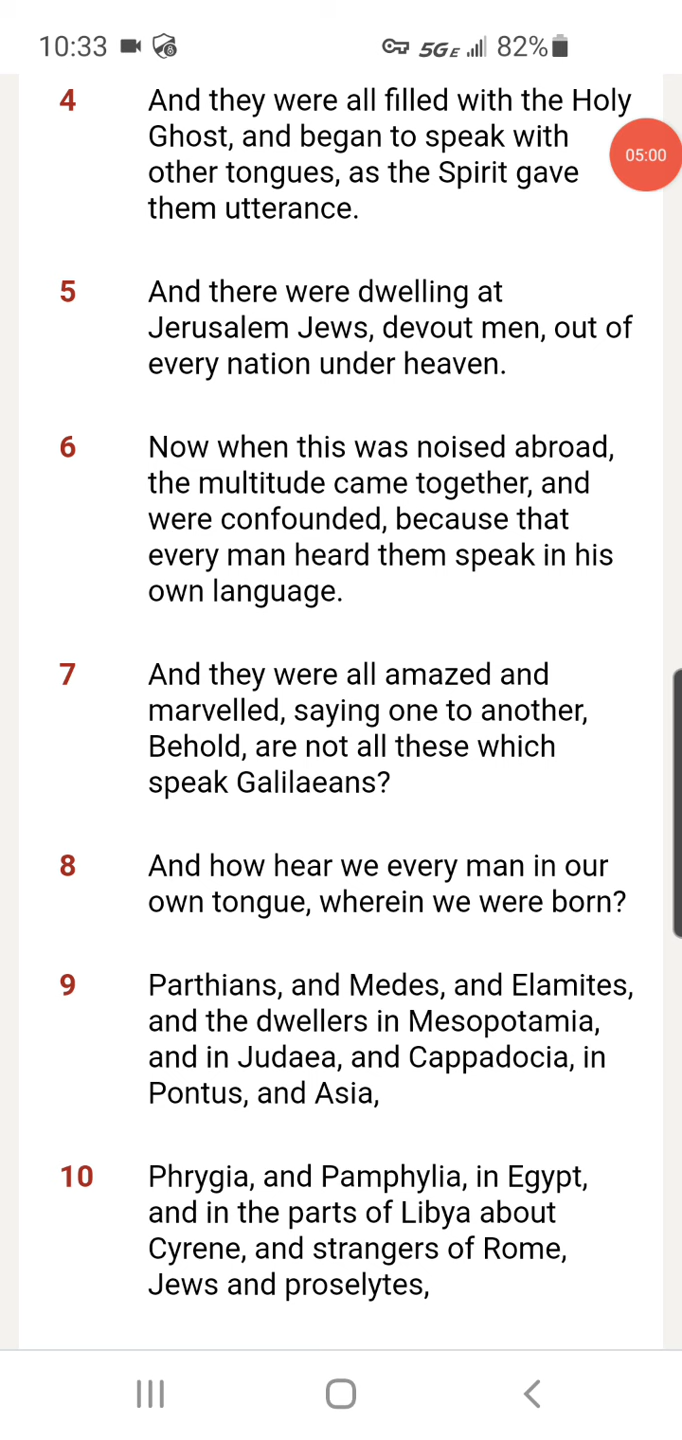 10:33 5GE 82%
4 And they were all filled with the Holy
Ghost, and began to speak with
05:00
other tongues, as the Spirit gave
them utterance.
5 And there were dwelling at
Jerusalem Jews, devout men, out of
every nation under heaven.
6 Now when this was noised abroad,
the multitude came together, and
were confounded, because that
every man heard them speak in his
own language.
7 And they were all amazed and
marvelled, saying one to another,
Behold, are not all these which
speak Galilaeans?
8 And how hear we every man in our
own tongue, wherein we were born?
9 Parthians, and Medes, and Elamites,
and the dwellers in Mesopotamia,
and in Judaea, and Cappadocia, in
Pontus, and Asia,
10 Phrygia, and Pamphylia, in Egypt,
and in the parts of Libya about
Cyrene, and strangers of Rome,
Jews and proselytes,